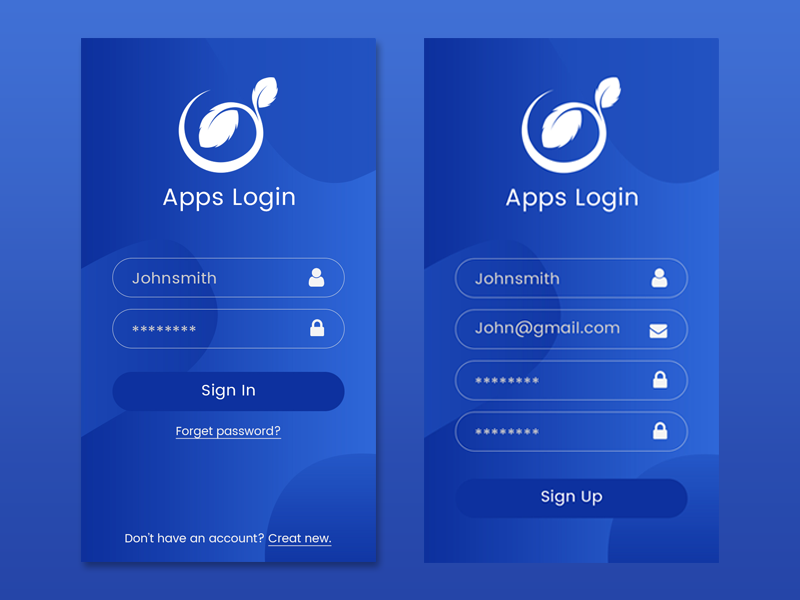 Apps Login
Johnsmith
********
Sign In
Forget password?
Don't have an account? Creat new.
Apps Login
Johnsmith
John@gmail.com
********
********
Sign Up